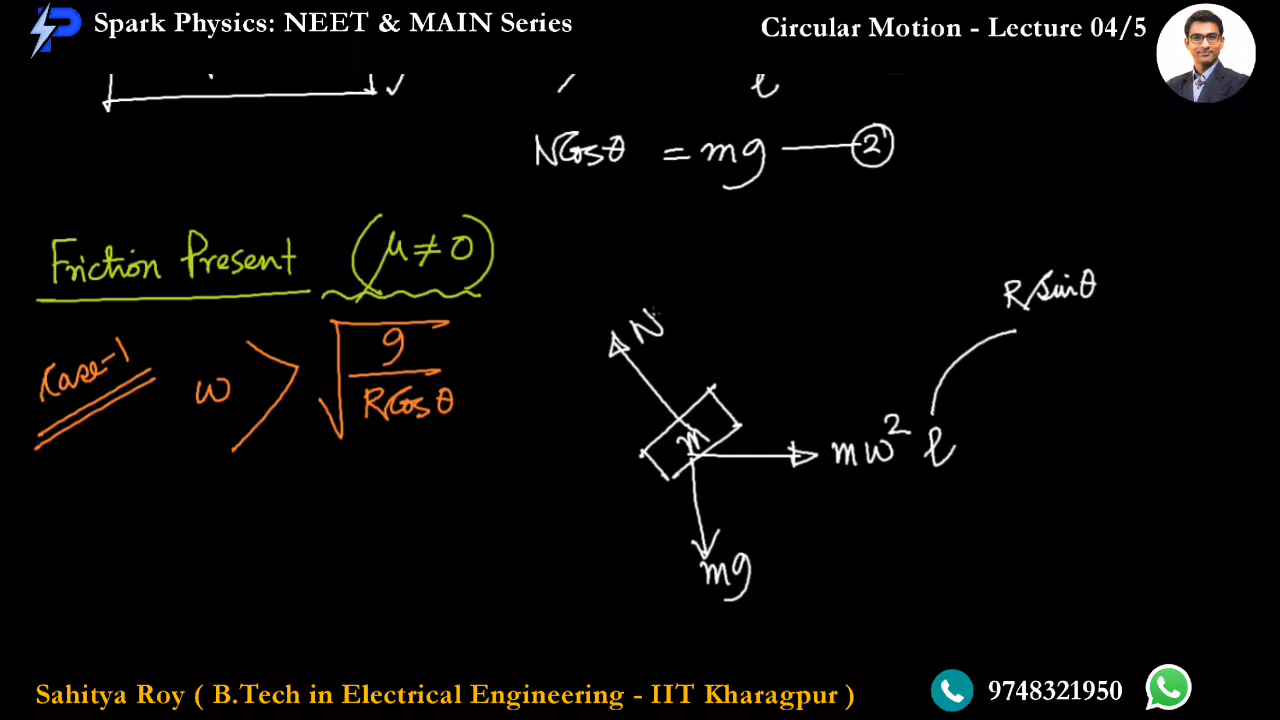 Spark Physics: NEET & MAIN Series
Circular Motion - Lecture 04/5
l
NCosθ = mg — 2'
Friction Present (μ ≠ 0)
Case-1 ω > √(g / RCosθ)
RSinθ
N
m
mω² l
mg
Sahitya Roy ( B.Tech in Electrical Engineering - IIT Kharagpur )
9748321950